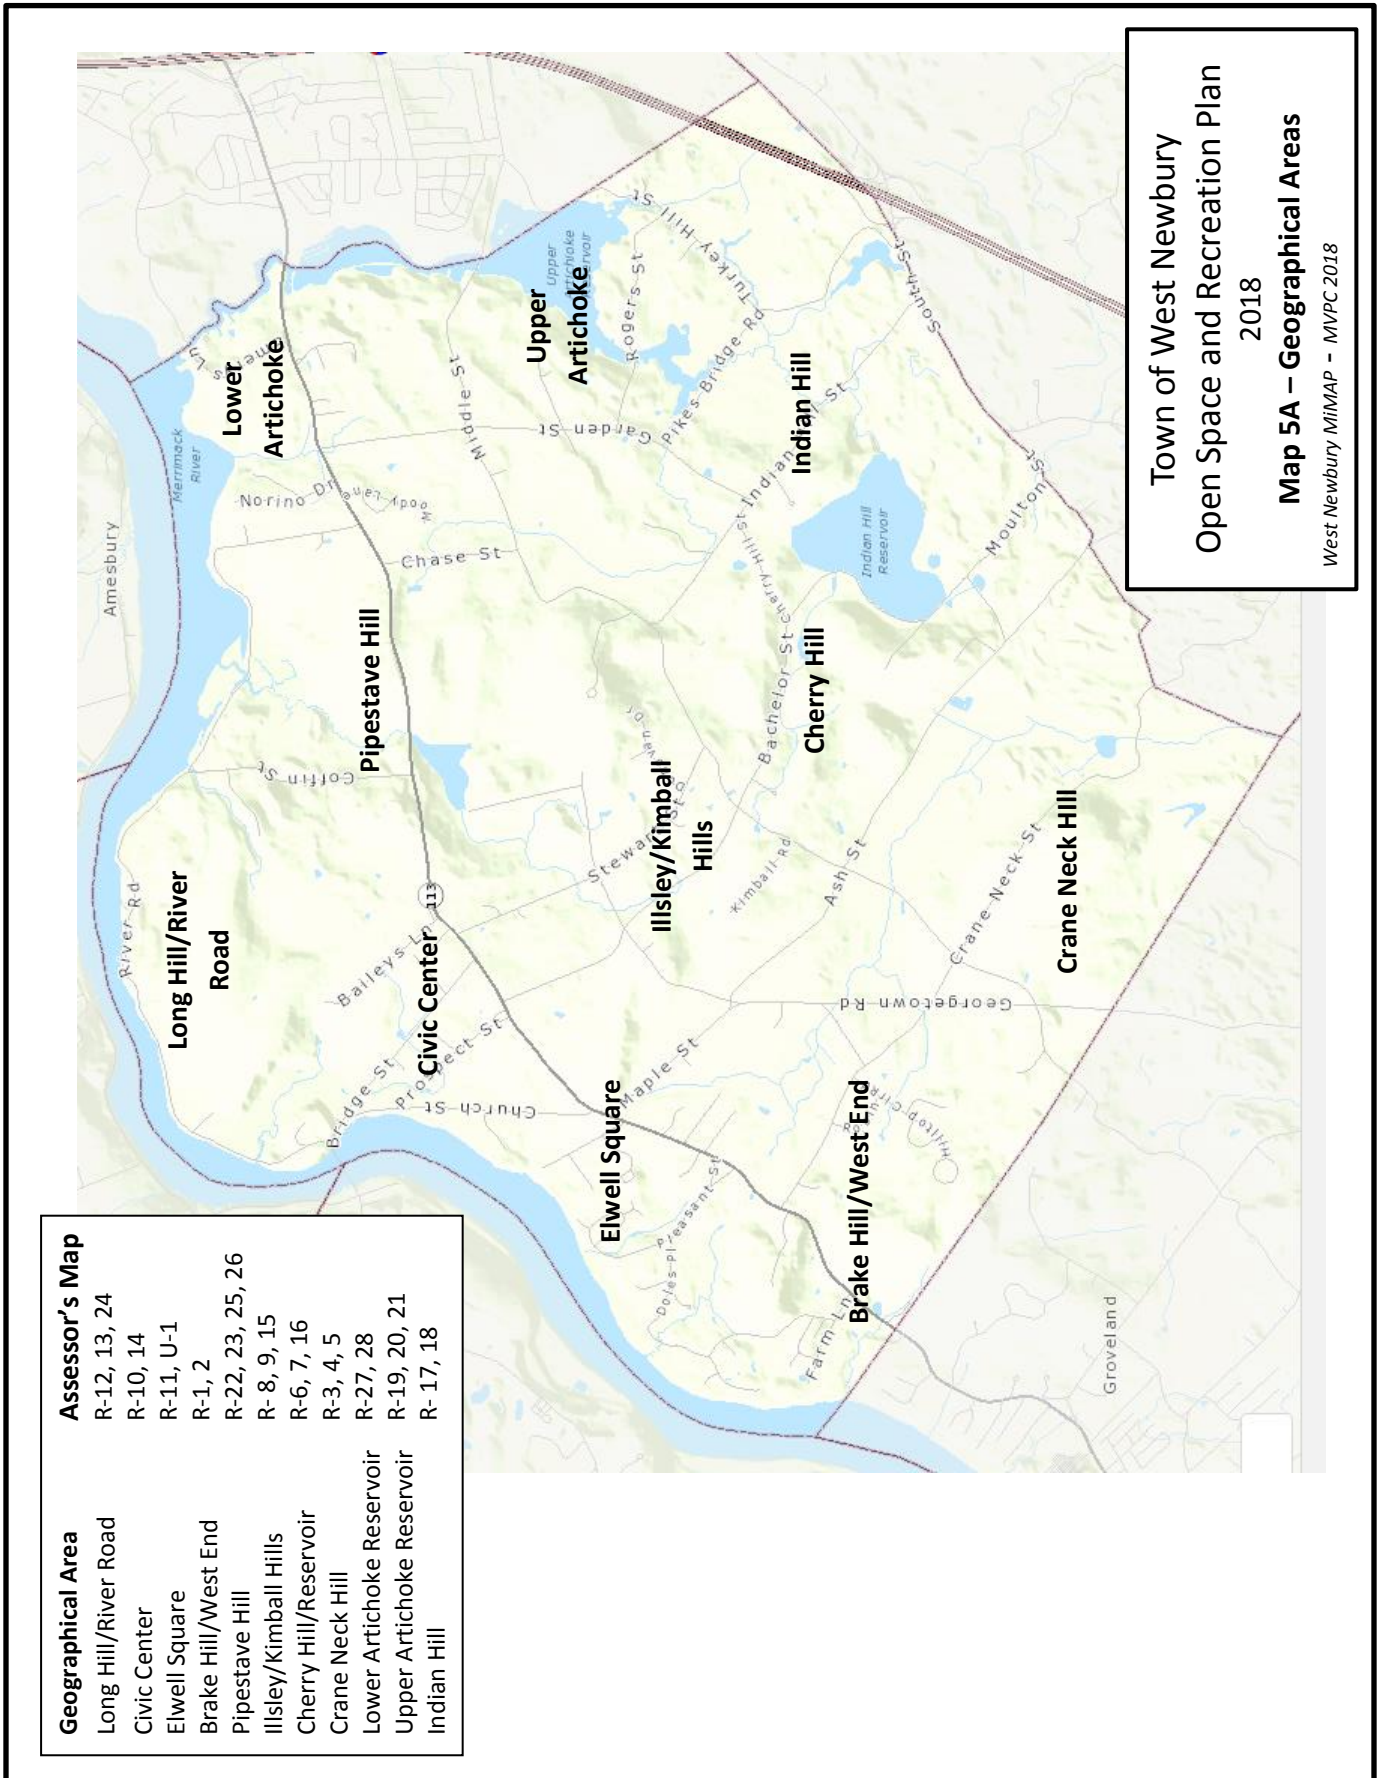 Geographical Area Assessor's Map
Long Hill/River Road R-12, 13, 24
Civic Center R-10, 14
Elwell Square R-11, U-1
Brake Hill/West End R-1, 2
Pipestave Hill R-22, 23, 25, 26
Illsley/Kimball Hills R- 8, 9, 15
Cherry Hill/Reservoir R-6, 7, 16
Crane Neck Hill R-3, 4, 5
Lower Artichoke Reservoir R-27, 28
Upper Artichoke Reservoir R-19, 20, 21
Indian Hill R- 17, 18
Amesbury
Merrimack
River
River Rd
Long Hill/River
Road
Lower
Artichoke
Norino Dr
Coffin St
Pipestave Hill
Chase St
Middle St
Upper
Artichoke
Reservoir
Upper
Artichoke
Rogers St
Turkey Hill St
Garden St
Pikes Bridge Rd
113
Baileys Ln
Civic Center
Bridge St
Prospect St
Church St
Stewart St
Illsley/Kimball
Hills
Cherry Hill St
Indian Hill St
Indian Hill
Indian Hill
Reservoir
South St
Moulton St
Bachelor St
Cherry Hill
Kimball Rd
Ash St
Elwell Square
Maple St
Georgetown Rd
Crane Neck St
Crane Neck Hill
Doles Pl
Pleasant St
Hilltop Cir
Brake Hill/West End
Farm Ln
Groveland
Town of West Newbury
Open Space and Recreation Plan
2018
Map 5A – Geographical Areas
West Newbury MiMAP - MVPC 2018